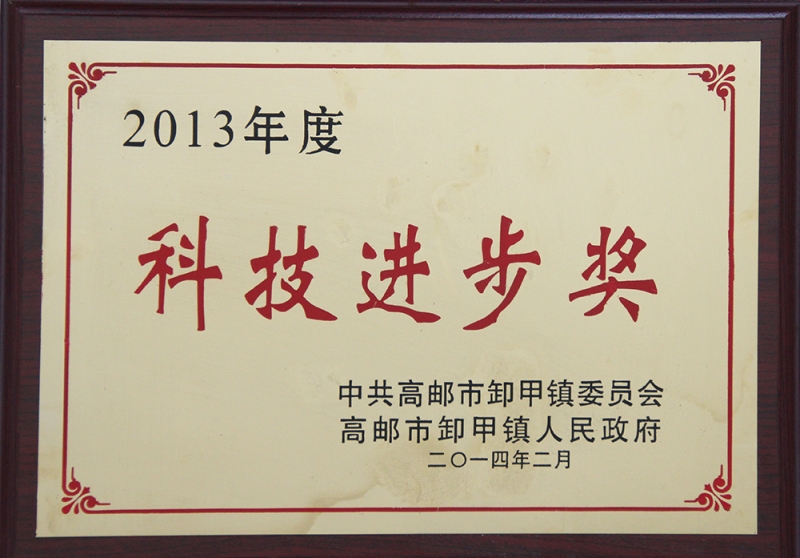 2013年度
科技进步奖
中共高邮市卸甲镇委员会
高邮市卸甲镇人民政府
二〇一四年二月